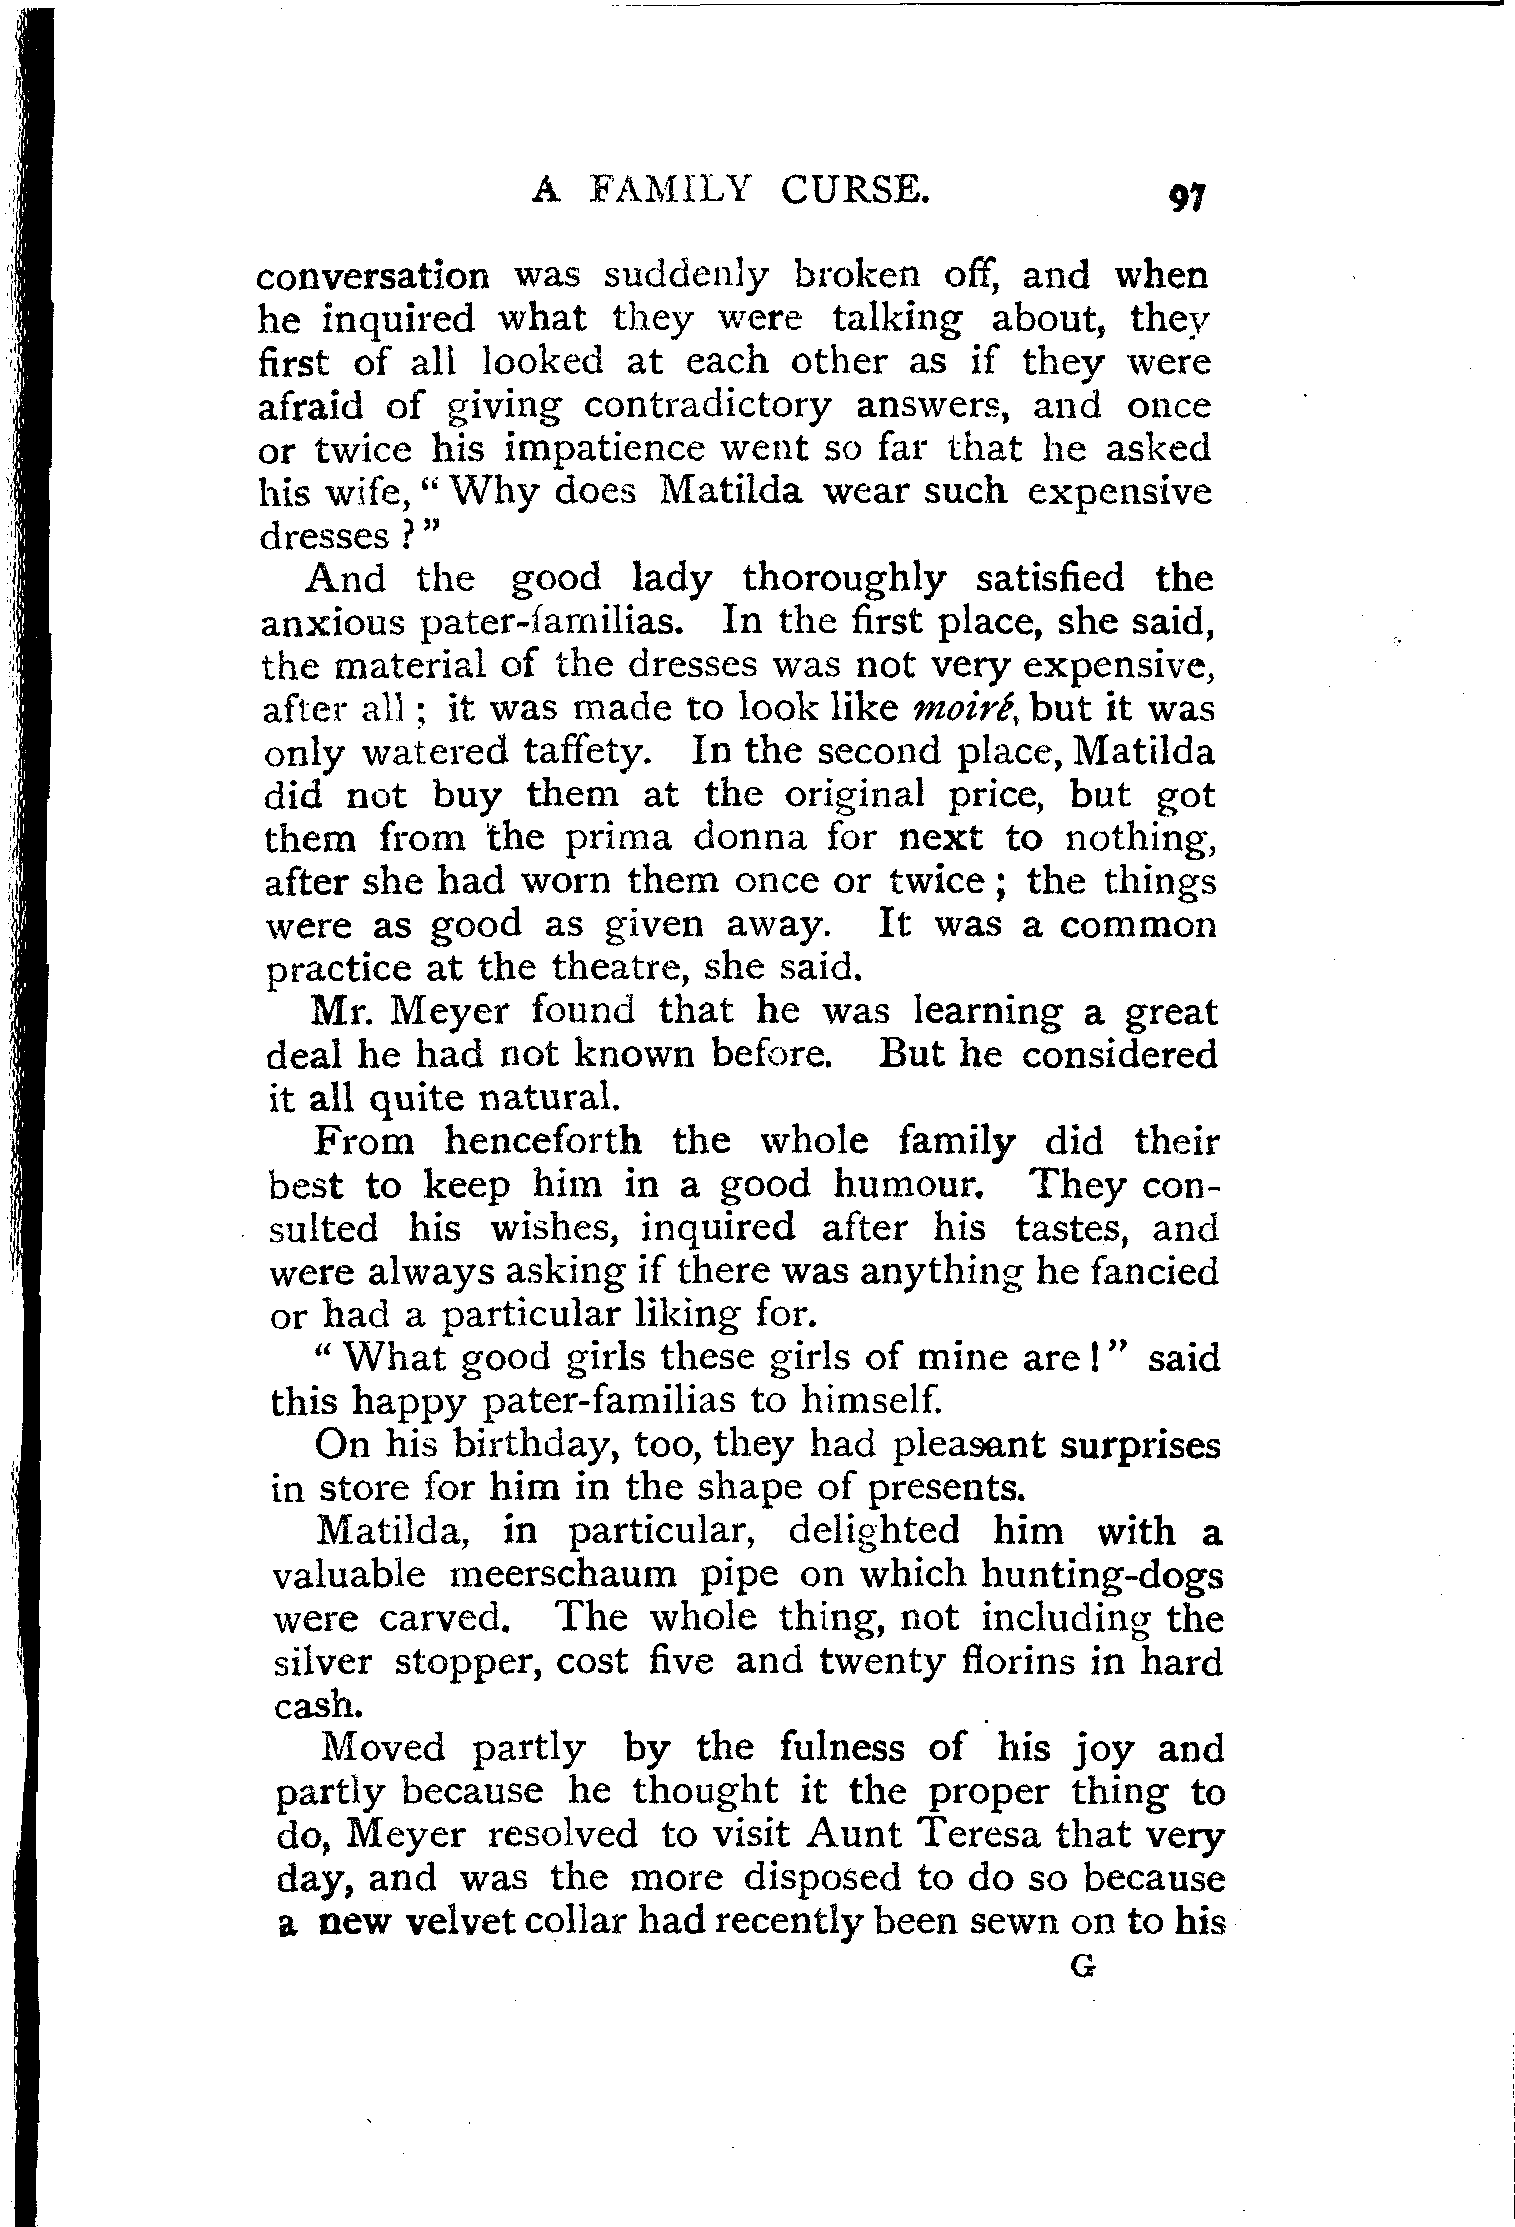 A FAMILY CURSE. 97
conversation was suddenly broken off, and when
he inquired what they were talking about, they
first of all looked at each other as if they were
afraid of giving contradictory answers, and once
or twice his impatience went so far that he asked
his wife, “ Why does Matilda wear such expensive
dresses ? ”
And the good lady thoroughly satisfied the
anxious pater-familias. In the first place, she said,
the material of the dresses was not very expensive,
after all ; it was made to look like moiré, but it was
only watered taffety. In the second place, Matilda
did not buy them at the original price, but got
them from the prima donna for next to nothing,
after she had worn them once or twice ; the things
were as good as given away. It was a common
practice at the theatre, she said.
Mr. Meyer found that he was learning a great
deal he had not known before. But he considered
it all quite natural.
From henceforth the whole family did their
best to keep him in a good humour. They con-
sulted his wishes, inquired after his tastes, and
were always asking if there was anything he fancied
or had a particular liking for.
“ What good girls these girls of mine are ! ” said
this happy pater-familias to himself.
On his birthday, too, they had pleasant surprises
in store for him in the shape of presents.
Matilda, in particular, delighted him with a
valuable meerschaum pipe on which hunting-dogs
were carved. The whole thing, not including the
silver stopper, cost five and twenty florins in hard
cash.
Moved partly by the fulness of his joy and
partly because he thought it the proper thing to
do, Meyer resolved to visit Aunt Teresa that very
day, and was the more disposed to do so because
a new velvet collar had recently been sewn on to his
G